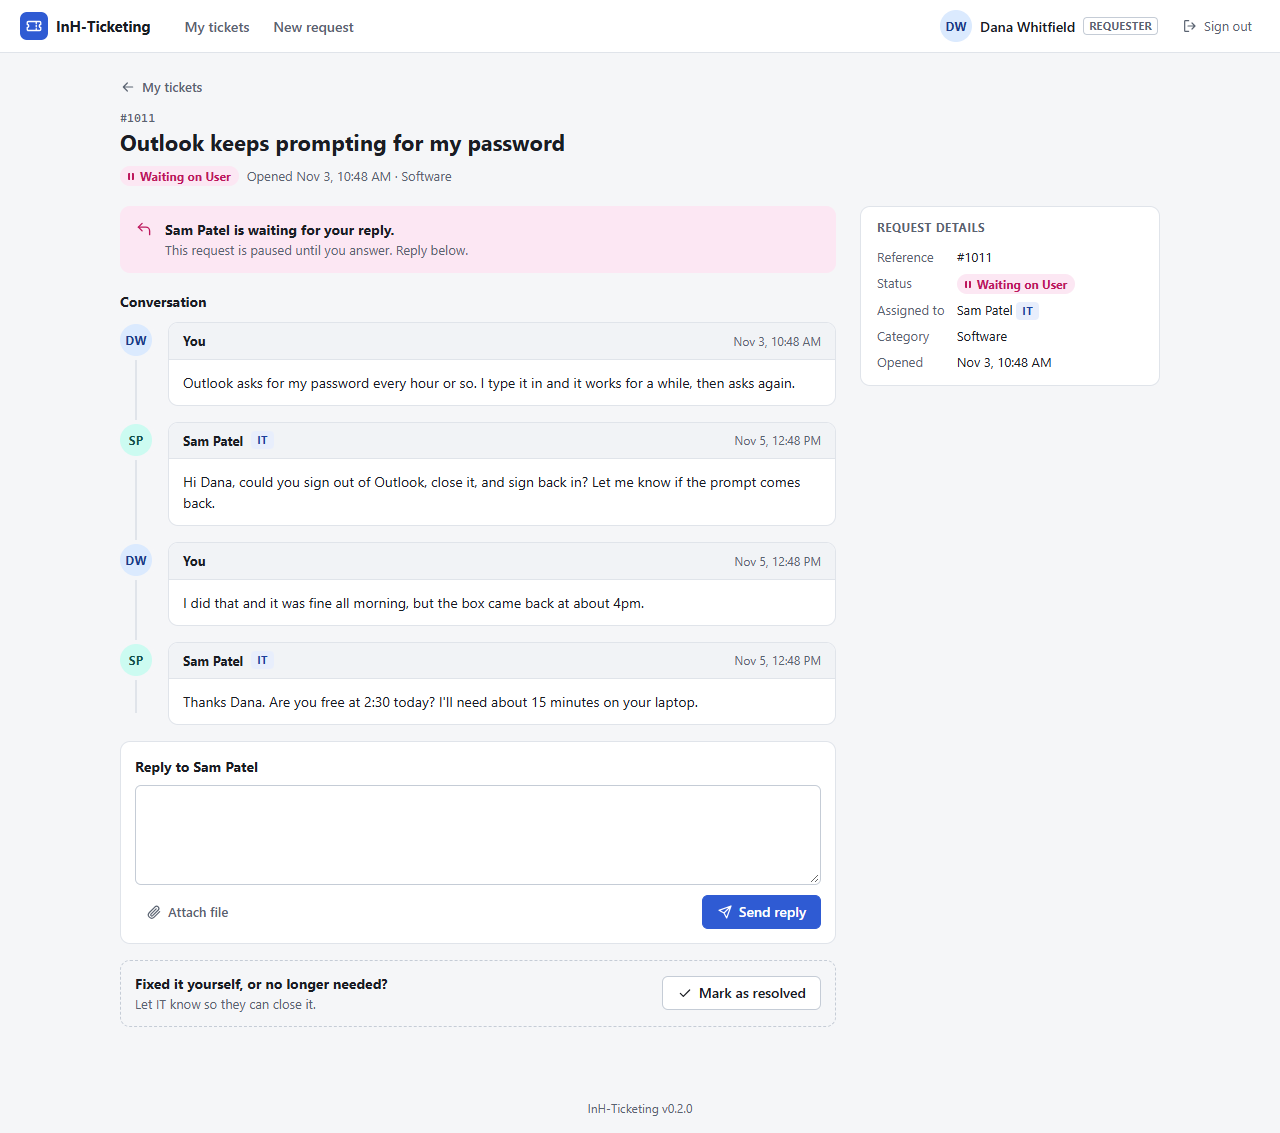 InH-Ticketing
My tickets
New request
DW
Dana Whitfield
REQUESTER
Sign out
My tickets
#1011
Outlook keeps prompting for my password
Waiting on User
Opened Nov 3, 10:48 AM · Software
Sam Patel is waiting for your reply.
This request is paused until you answer. Reply below.
Conversation
DW
You
Nov 3, 10:48 AM
Outlook asks for my password every hour or so. I type it in and it works for a while, then asks again.
SP
Sam Patel
IT
Nov 5, 12:48 PM
Hi Dana, could you sign out of Outlook, close it, and sign back in? Let me know if the prompt comes
back.
DW
You
Nov 5, 12:48 PM
I did that and it was fine all morning, but the box came back at about 4pm.
SP
Sam Patel
IT
Nov 5, 12:48 PM
Thanks Dana. Are you free at 2:30 today? I'll need about 15 minutes on your laptop.
Reply to Sam Patel
Attach file
Send reply
Fixed it yourself, or no longer needed?
Let IT know so they can close it.
Mark as resolved
REQUEST DETAILS
Reference
#1011
Status
Waiting on User
Assigned to
Sam Patel
IT
Category
Software
Opened
Nov 3, 10:48 AM
InH-Ticketing v0.2.0